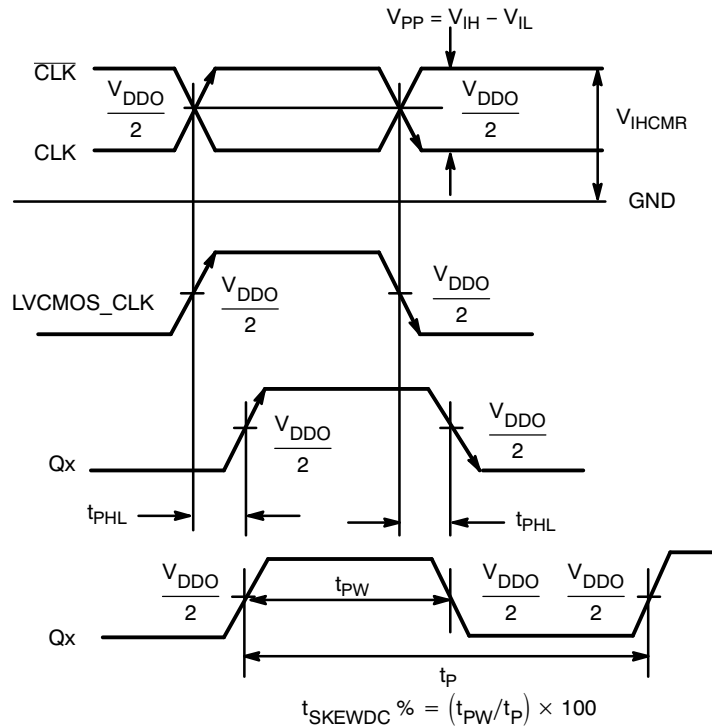 V_PP = V_IH − V_IL
C̅L̅K̅
V_DDO/2
V_DDO/2
V_IHCMR
CLK
GND
LVCMOS_CLK
V_DDO/2
V_DDO/2
V_DDO/2
V_DDO/2
Qx
t_PHL
t_PHL
V_DDO/2
t_PW
V_DDO/2
V_DDO/2
Qx
t_P
t_SKEWDC % = (t_PW/t_P) × 100